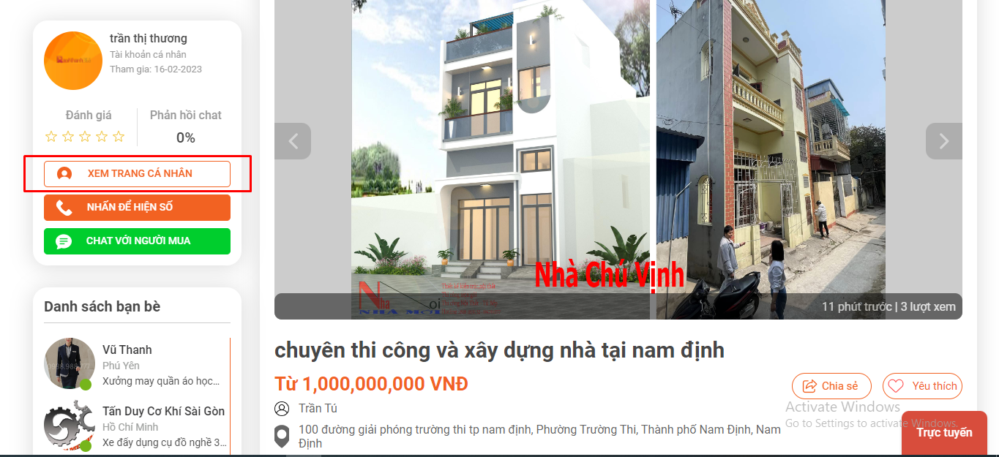 trần thị thương
Tài khoản cá nhân
Tham gia: 16-02-2023
Đánh giá
Phản hồi chat
0%
XEM TRANG CÁ NHÂN
NHẤN ĐỂ HIỆN SỐ
CHAT VỚI NGƯỜI MUA
Danh sách bạn bè
Vũ Thanh
Phú Yên
Xưởng may quần áo học...
Tấn Duy Cơ Khí Sài Gòn
Hồ Chí Minh
Xe đẩy dụng cụ đồ nghề 3...
Nhà Chú Vịnh
Nha
oi
NHA MOI
11 phút trước | 3 lượt xem
chuyên thi công và xây dựng nhà tại nam định
Từ 1,000,000,000 VNĐ
Chia sẻ
Yêu thích
Trần Tú
100 đường giải phóng trường thi tp nam định, Phường Trường Thi, Thành phố Nam Định, Nam
Định
Activate Windows
Go to Settings to activate Windows.
Trực tuyến